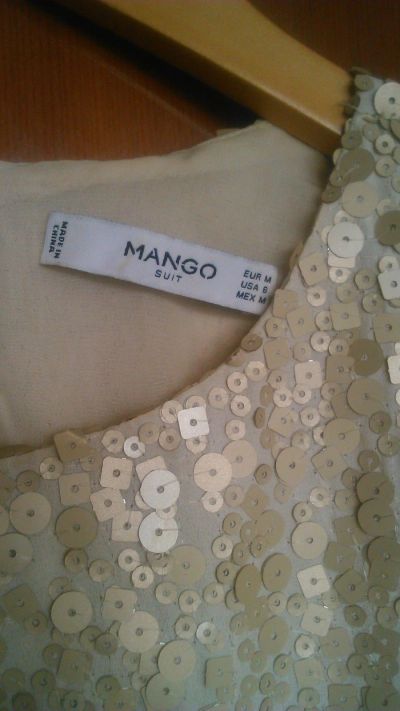 MADE IN
CHINA
MANGO
SUIT
EUR M
USA 6
MEX M